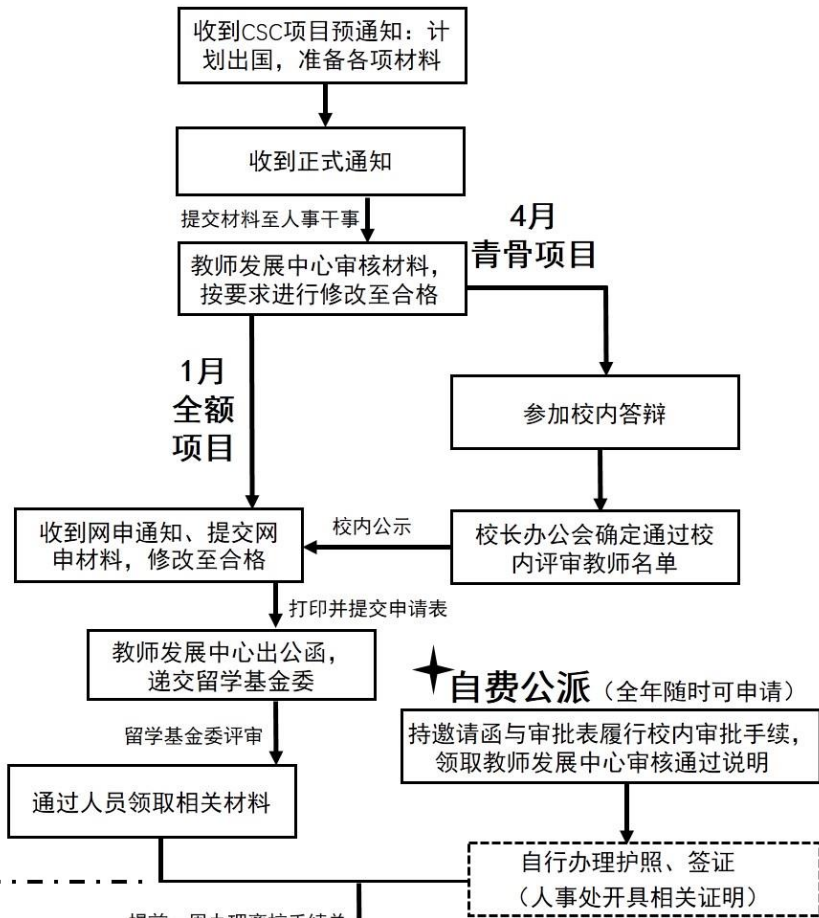 收到CSC项目预通知：计
划出国，准备各项材料
收到正式通知
提交材料至人事干事
4月
青骨项目
教师发展中心审核材料，
按要求进行修改至合格
1月
全额
项目
参加校内答辩
收到网申通知、提交网
申材料，修改至合格
校内公示
校长办公会确定通过校
内评审教师名单
打印并提交申请表
教师发展中心出公函，
递交留学基金委
自费公派（全年随时可申请）
留学基金委评审
持邀请函与审批表履行校内审批手续，
领取教师发展中心审核通过说明
通过人员领取相关材料
自行办理护照、签证
（人事处开具相关证明）